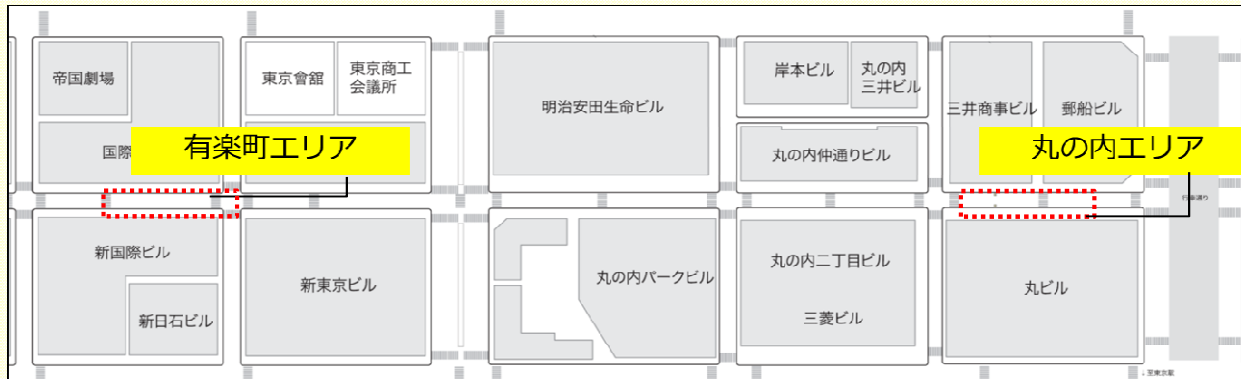 帝国劇場
東京會舘
東京商工
会議所
明治安田生命ビル
岸本ビル
丸の内
三井ビル
三井商事ビル
郵船ビル
国際
有楽町エリア
丸の内仲通りビル
丸の内エリア
新国際ビル
新日石ビル
新東京ビル
丸の内パークビル
丸の内二丁目ビル
三菱ビル
丸ビル
至東京駅